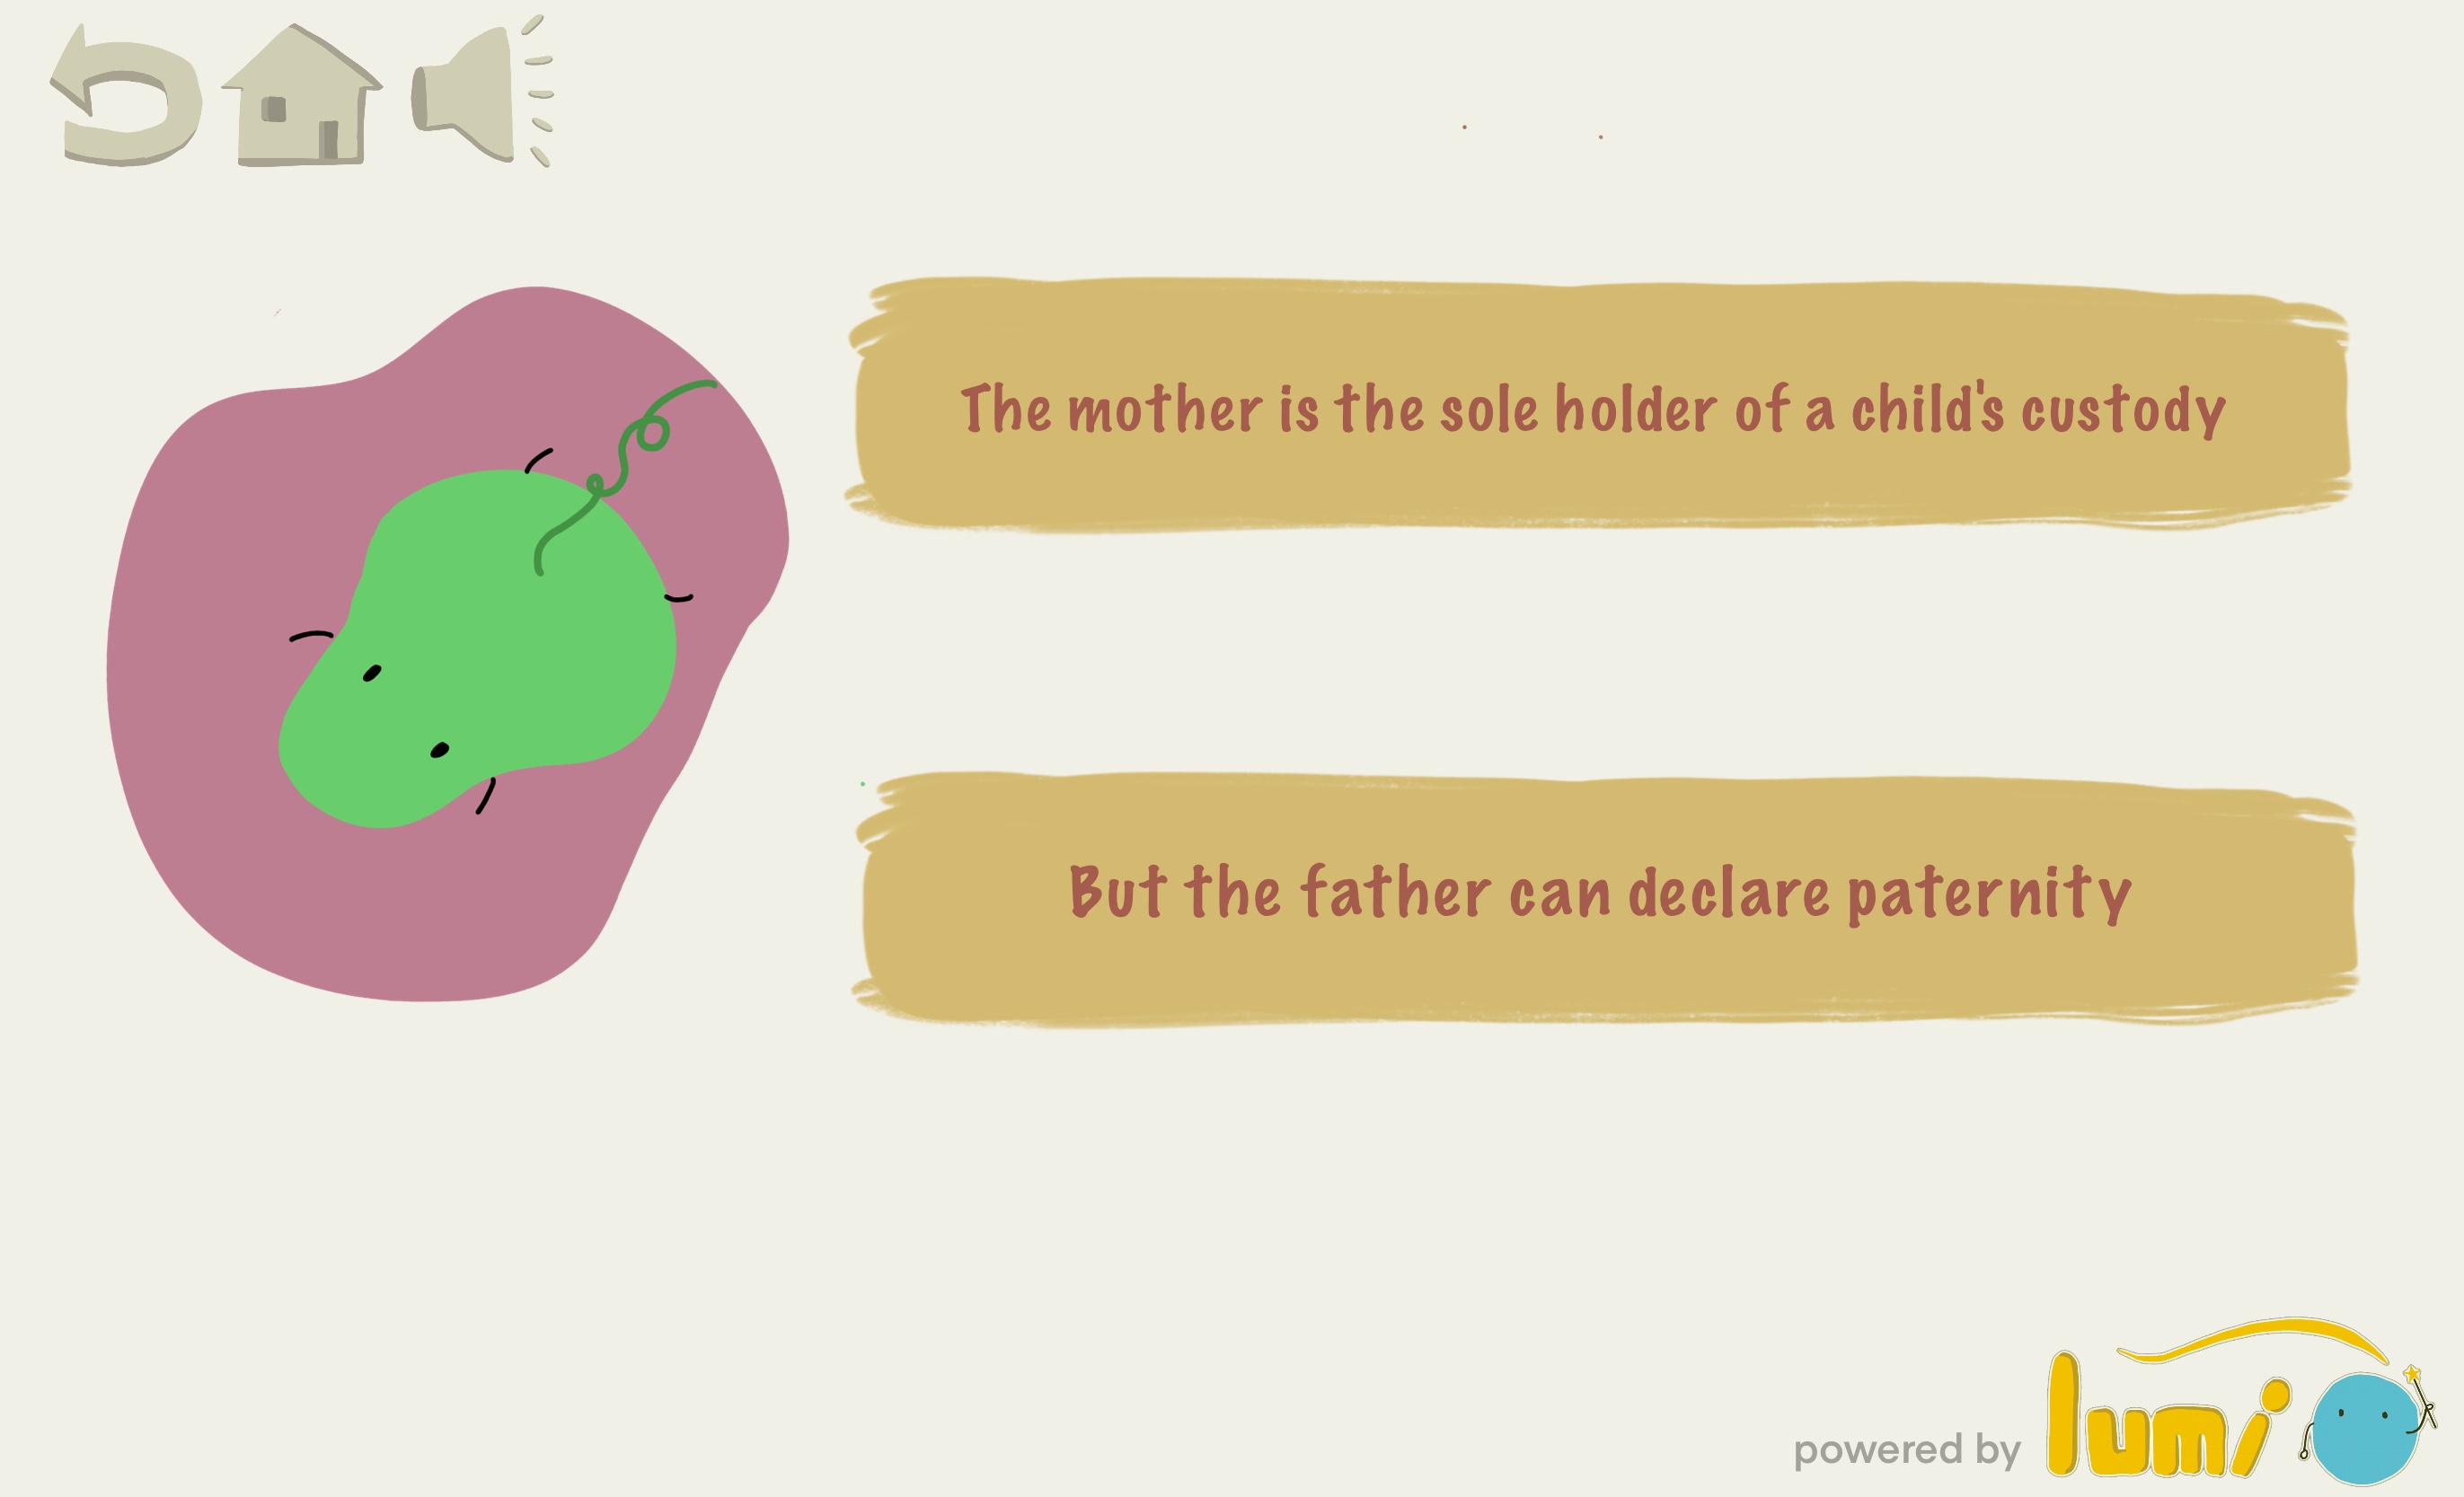 The mother is the sole holder of a child's custody
But the father can declare paternity
powered by lumi